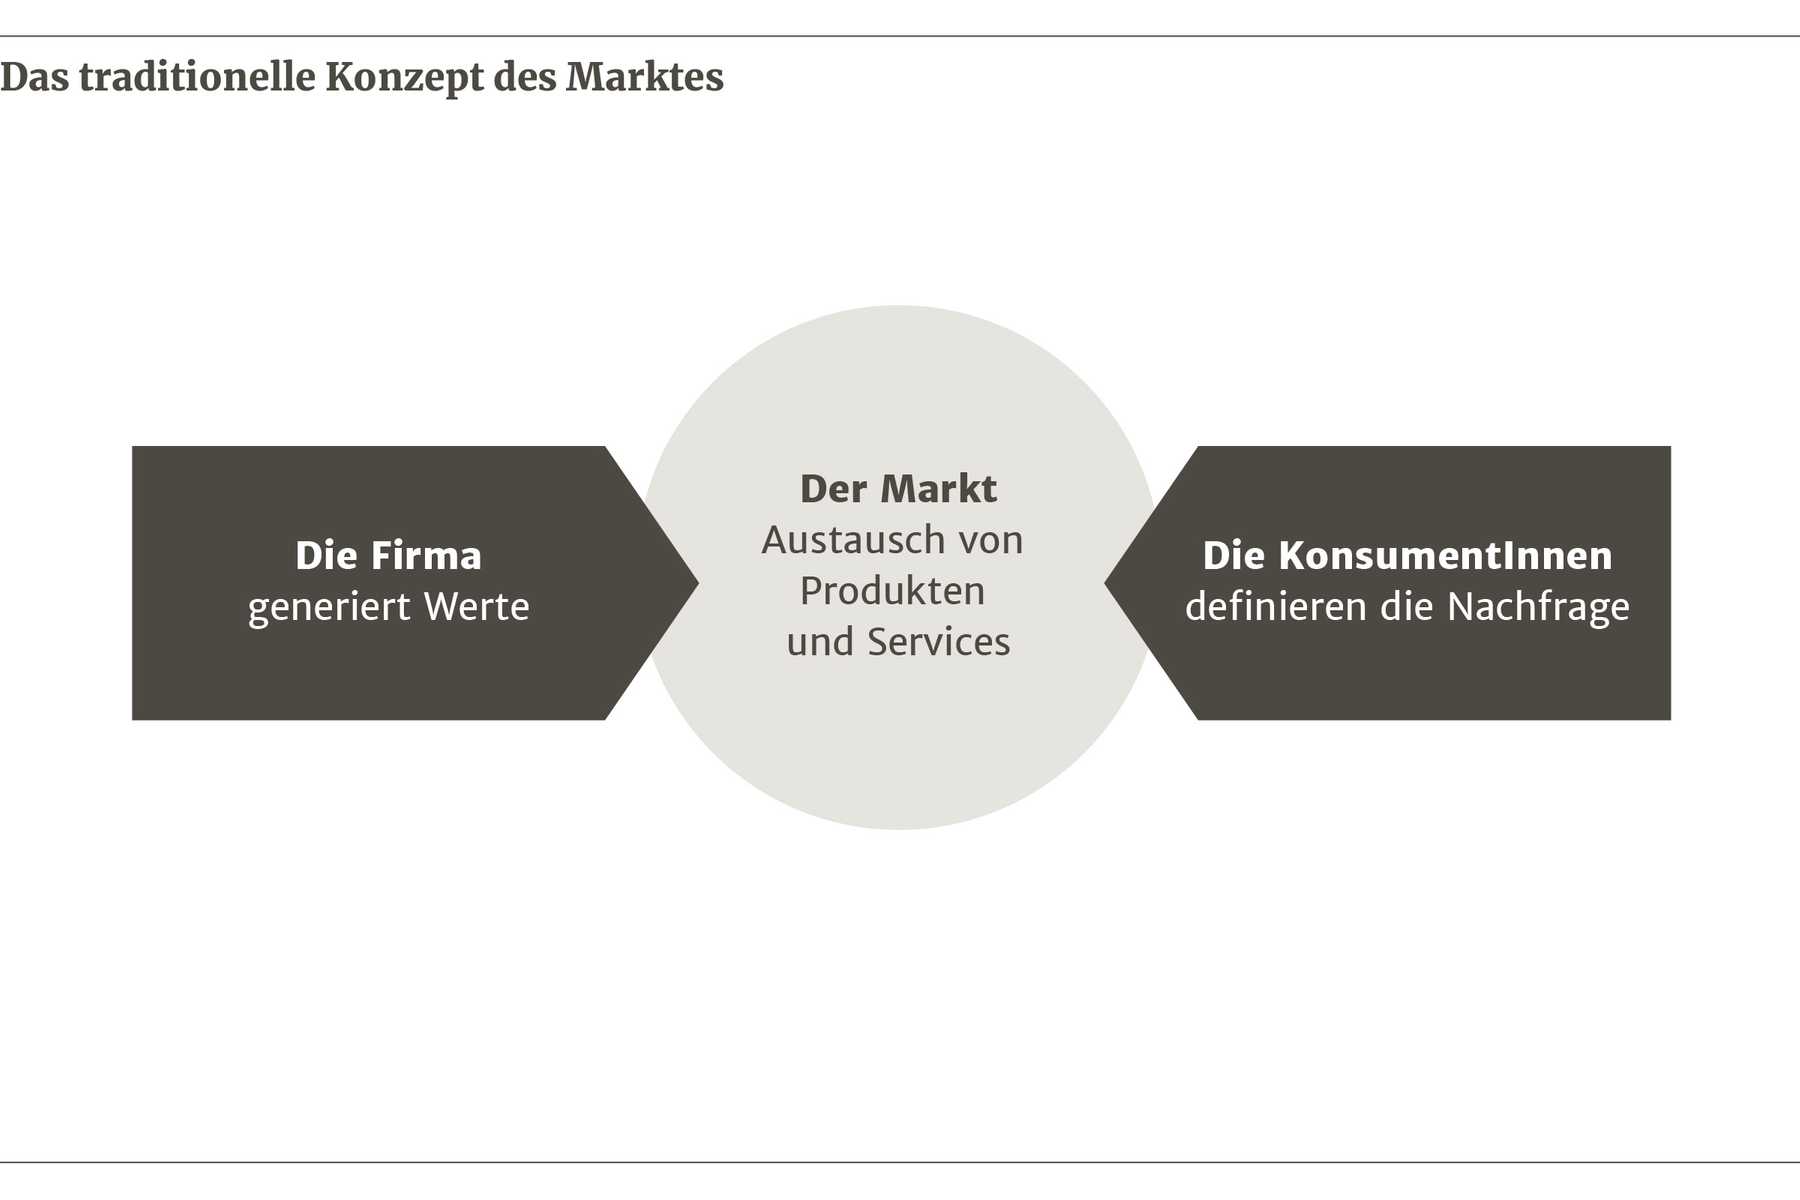 Das traditionelle Konzept des Marktes
Die Firma
generiert Werte
Der Markt
Austausch von
Produkten
und Services
Die KonsumentInnen
definieren die Nachfrage